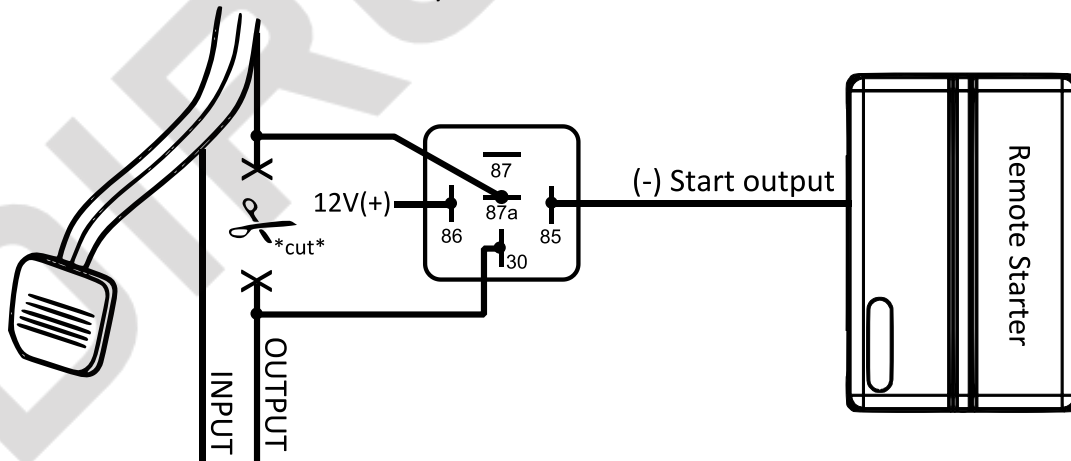 87
(-) Start output
12V(+)
87a
86
85
*cut*
30
OUTPUT
INPUT
Remote Starter